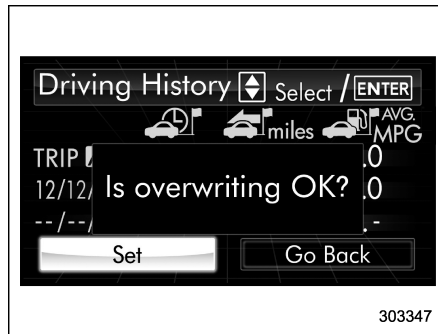 Driving History Select / ENTER
miles AVG. MPG
TRIP .0
12/12/ .0
Is overwriting OK?
--/--/ .-
Set Go Back
303347